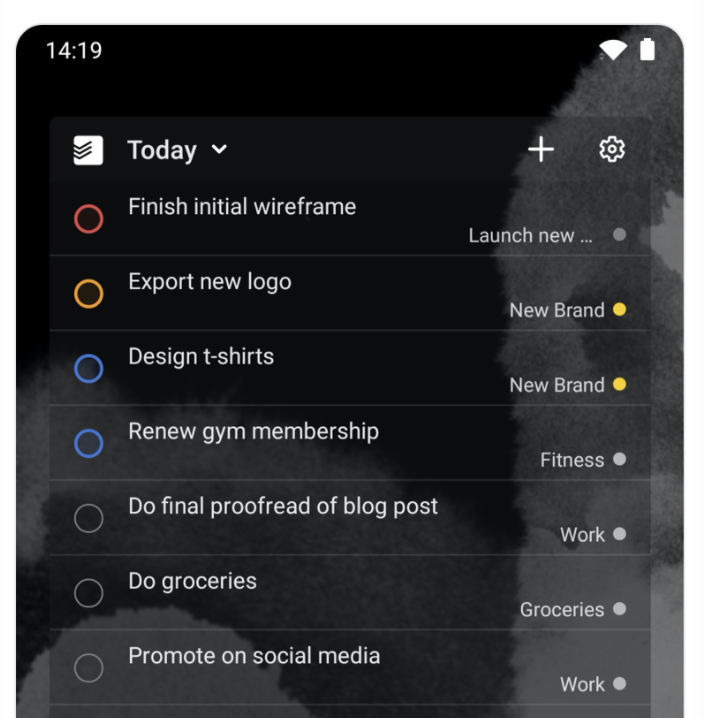 14:19
Today
Finish initial wireframe
Launch new ...
Export new logo
New Brand
Design t-shirts
New Brand
Renew gym membership
Fitness
Do final proofread of blog post
Work
Do groceries
Groceries
Promote on social media
Work